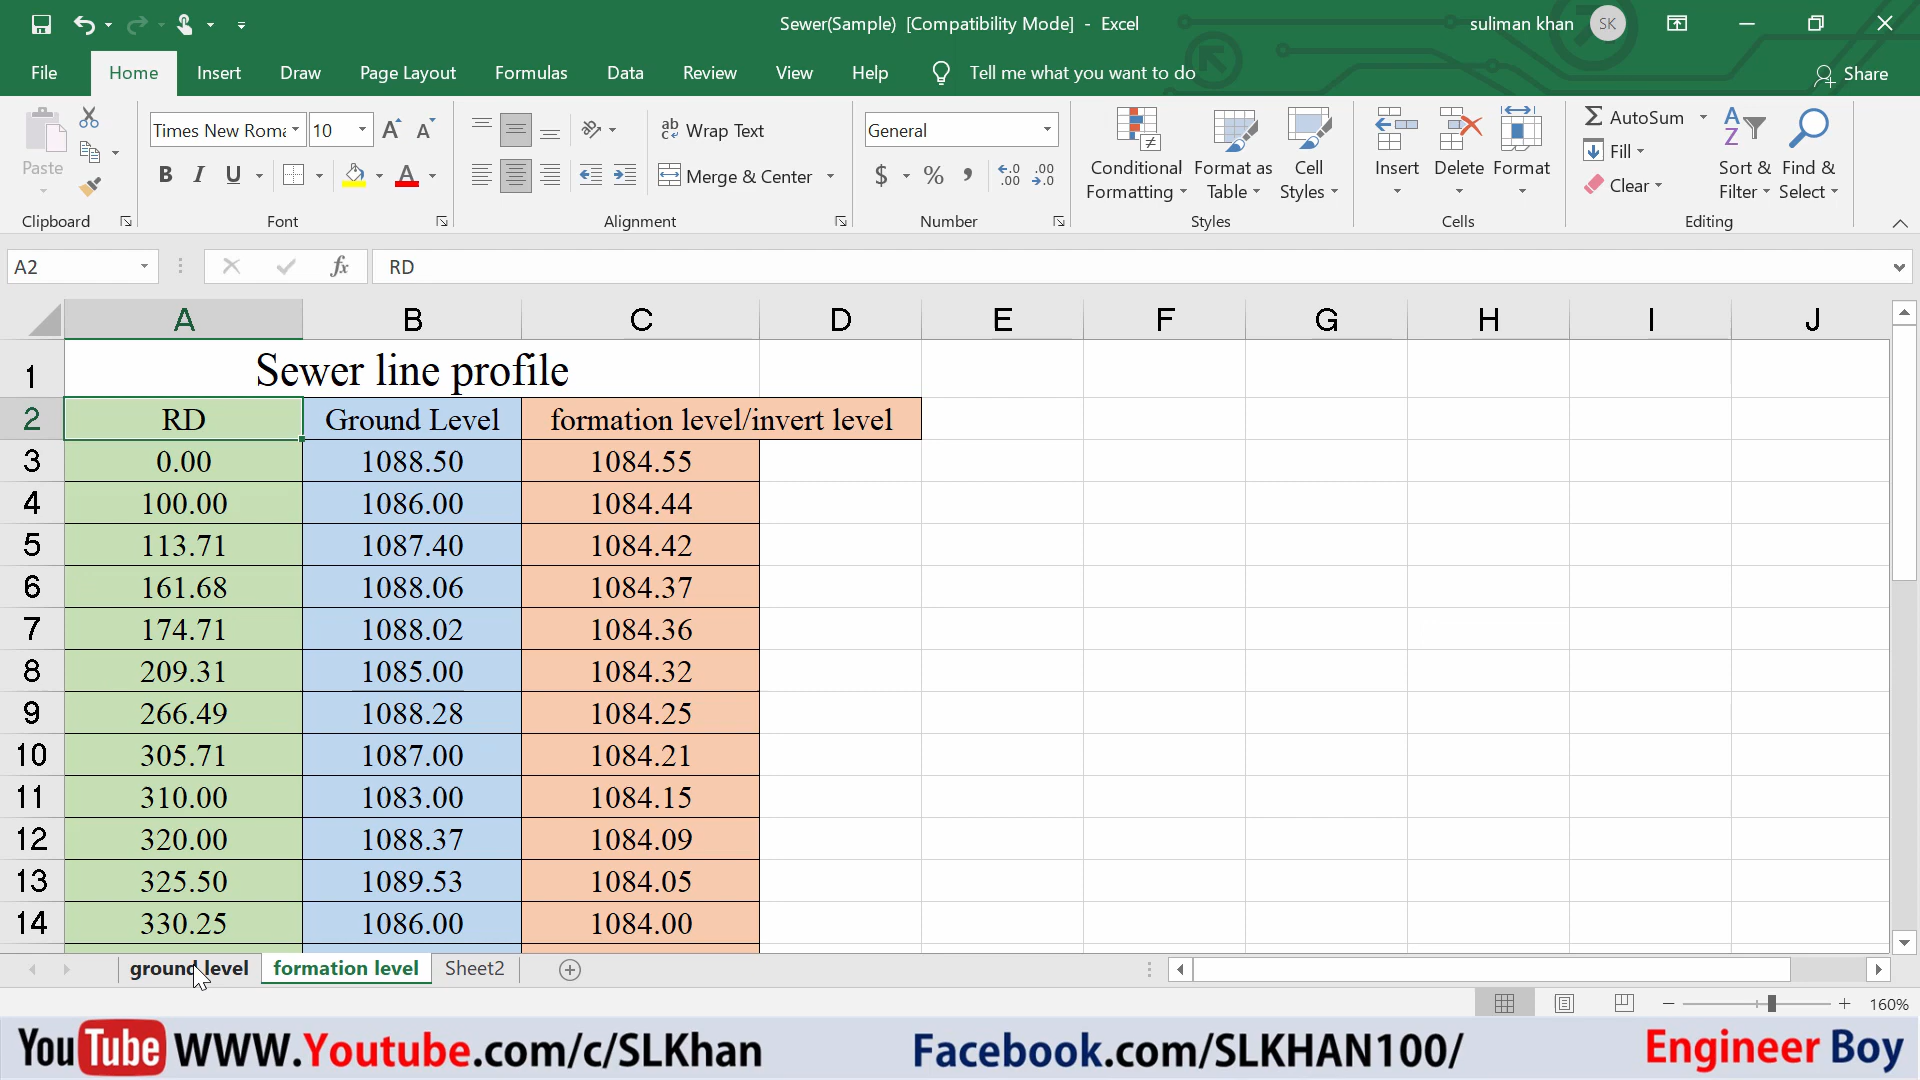 Sewer(Sample) [Compatibility Mode] - Excel
suliman khan SK
File Home Insert Draw Page Layout Formulas Data Review View Help Tell me what you want to do Share
Paste
Clipboard
Times New Roma 10
B I U A
Font
ab Wrap Text
Merge & Center
Alignment
General
$ % , .00 .00
Number
Conditional Formatting
Format as Table
Cell Styles
Styles
Insert Delete Format
Cells
AutoSum
Fill
Clear
Sort & Filter
Find & Select
Editing
A2 fx RD
A B C D E F G H I J
1 Sewer line profile
2 RD Ground Level formation level/invert level
3 0.00 1088.50 1084.55
4 100.00 1086.00 1084.44
5 113.71 1087.40 1084.42
6 161.68 1088.06 1084.37
7 174.71 1088.02 1084.36
8 209.31 1085.00 1084.32
9 266.49 1088.28 1084.25
10 305.71 1087.00 1084.21
11 310.00 1083.00 1084.15
12 320.00 1088.37 1084.09
13 325.50 1089.53 1084.05
14 330.25 1086.00 1084.00
ground level formation level Sheet2
160%
YouTube WWW.Youtube.com/c/SLKhan Facebook.com/SLKHAN100/ Engineer Boy